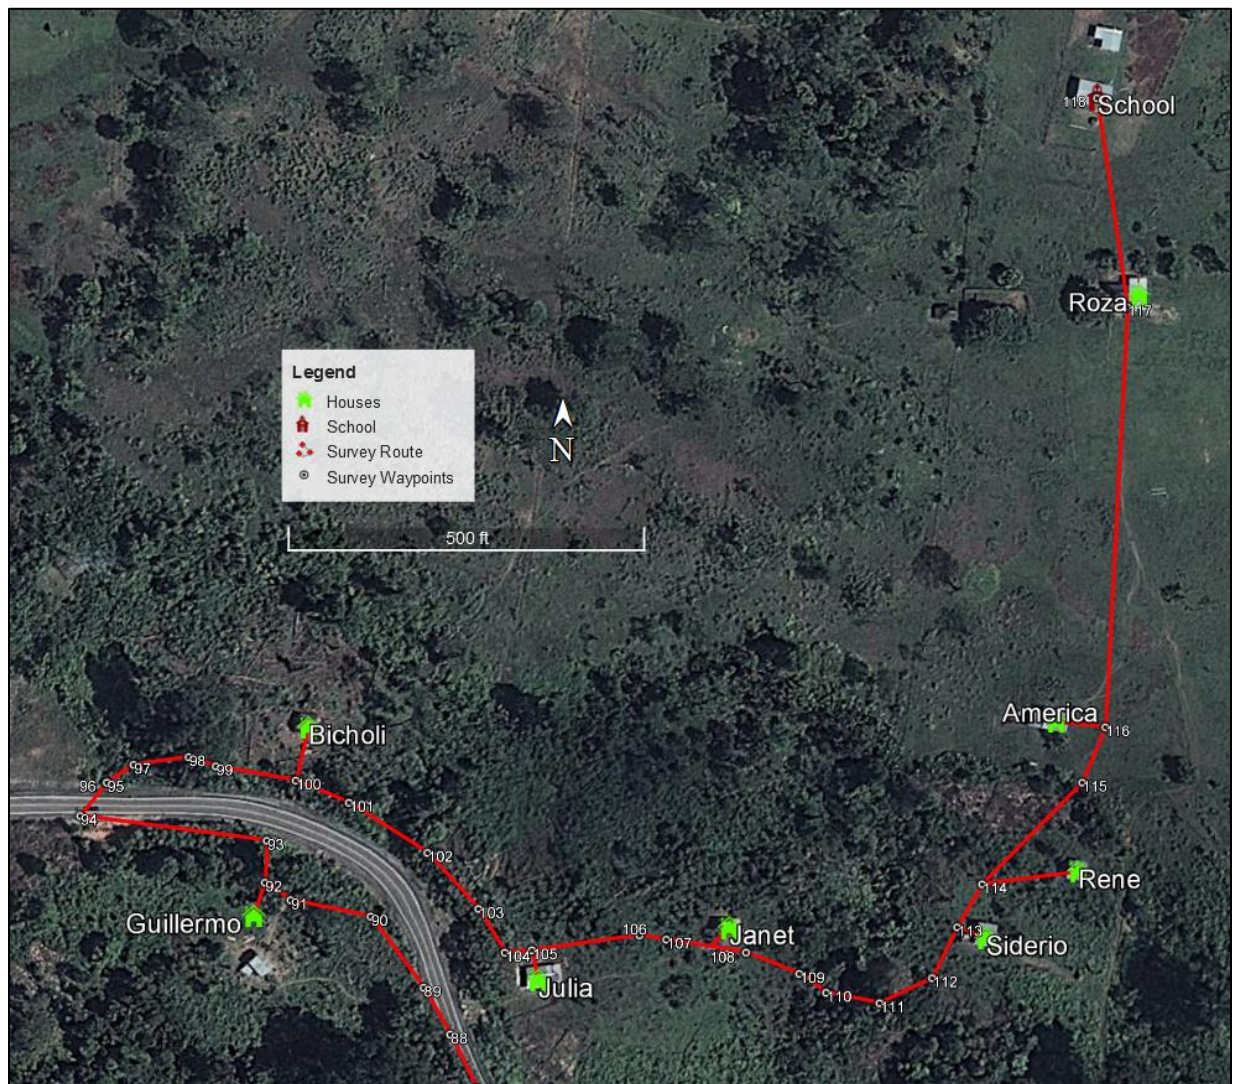 118
School
Roza
117
Legend
Houses
School
Survey Route
Survey Waypoints
N
500 ft
America
116
Bicholi
98
97
99
96 95
100
115
101
94
93
102
92
91
90
Guillermo
103
114
Rene
106
107
Janet
113
Siderio
104
105
108
109
112
89
Julia
110
111
88